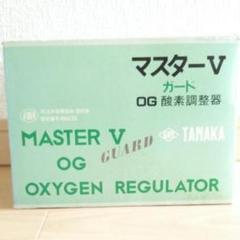 マスターV
ガード
OG 酸素調整器
MASTER V
GUARD
OG
TANAKA
OXYGEN REGULATOR